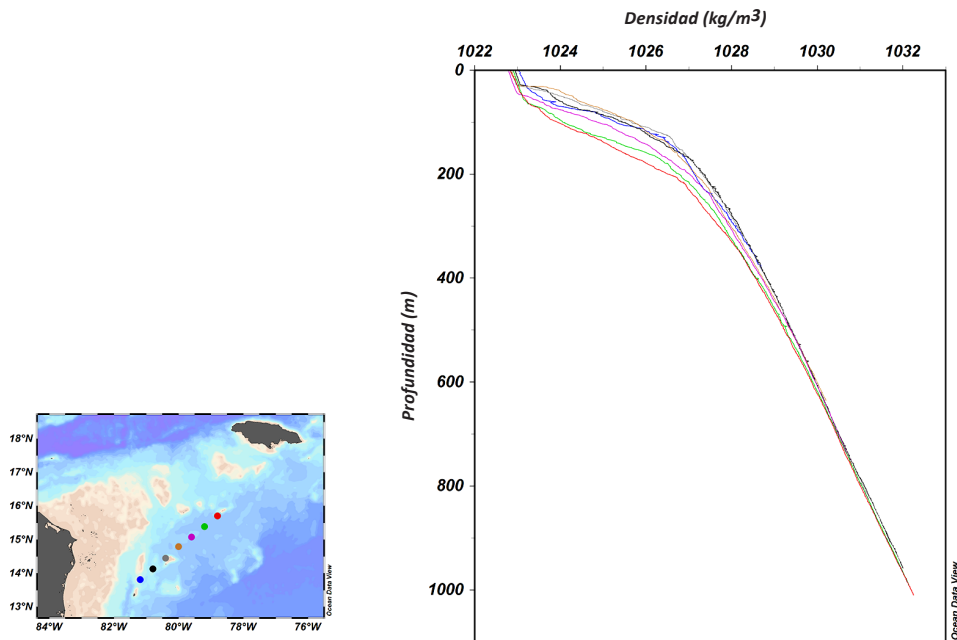 Densidad (kg/m3)
1022 1024 1026 1028 1030 1032
0
200
400
600
800
1000
Profundidad (m)
Ocean Data View
18°N
17°N
16°N
15°N
14°N
13°N
84°W 82°W 80°W 78°W 76°W
Ocean Data View